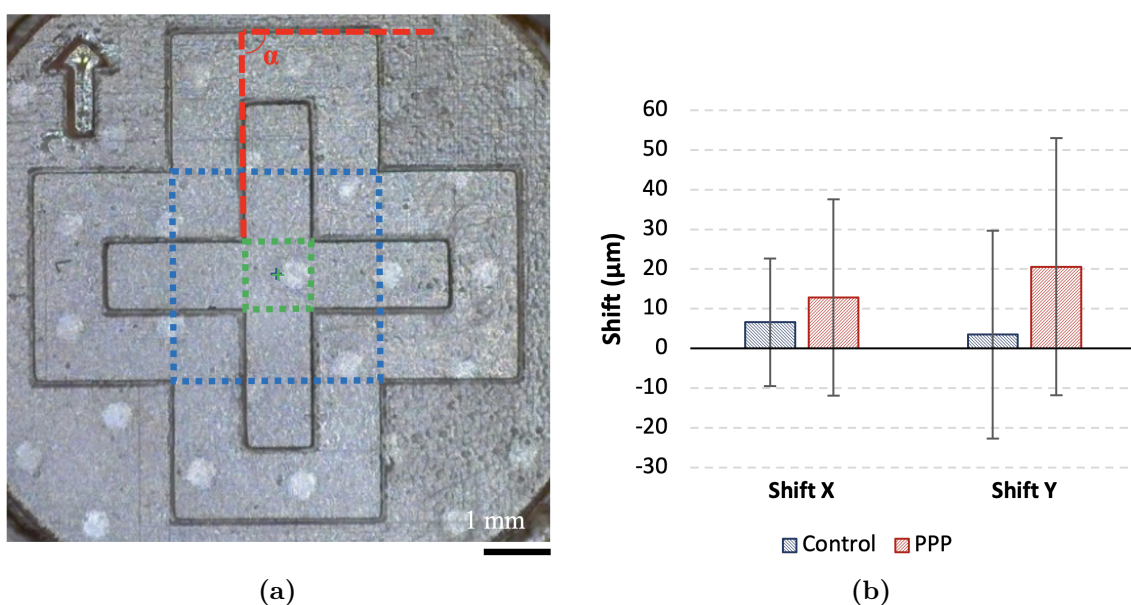 α
1 mm
(a)
60
50
40
30
20
10
0
-10
-20
-30
Shift (μm)
Shift X
Shift Y
Control
PPP
(b)